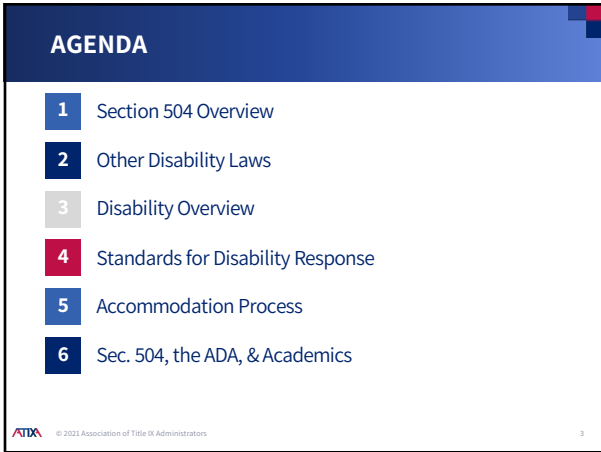 AGENDA
1 Section 504 Overview
2 Other Disability Laws
3 Disability Overview
4 Standards for Disability Response
5 Accommodation Process
6 Sec. 504, the ADA, & Academics
ATIXA © 2021 Association of Title IX Administrators 3